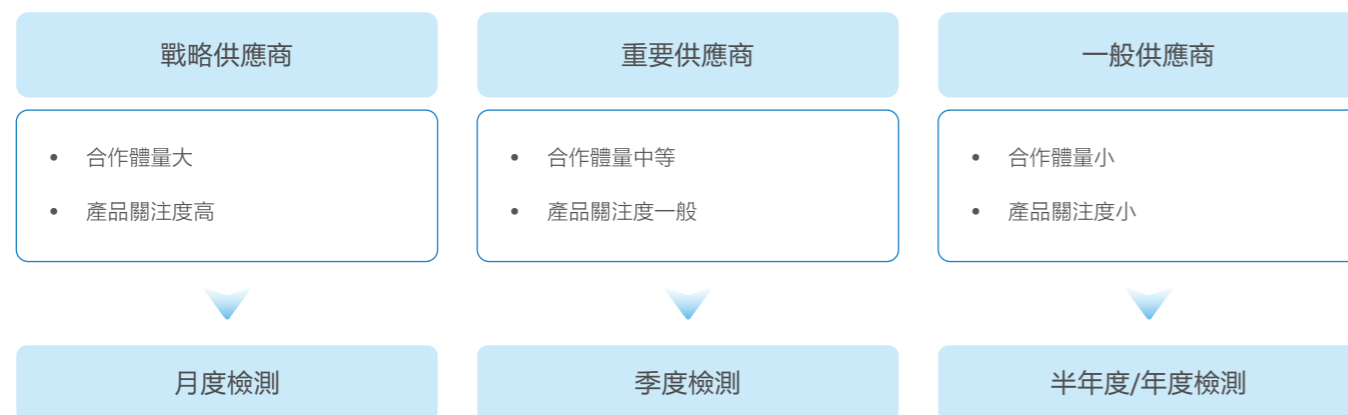 戰略供應商
重要供應商
一般供應商
• 合作體量大
• 產品關注度高
• 合作體量中等
• 產品關注度一般
• 合作體量小
• 產品關注度小
月度檢測
季度檢測
半年度/年度檢測